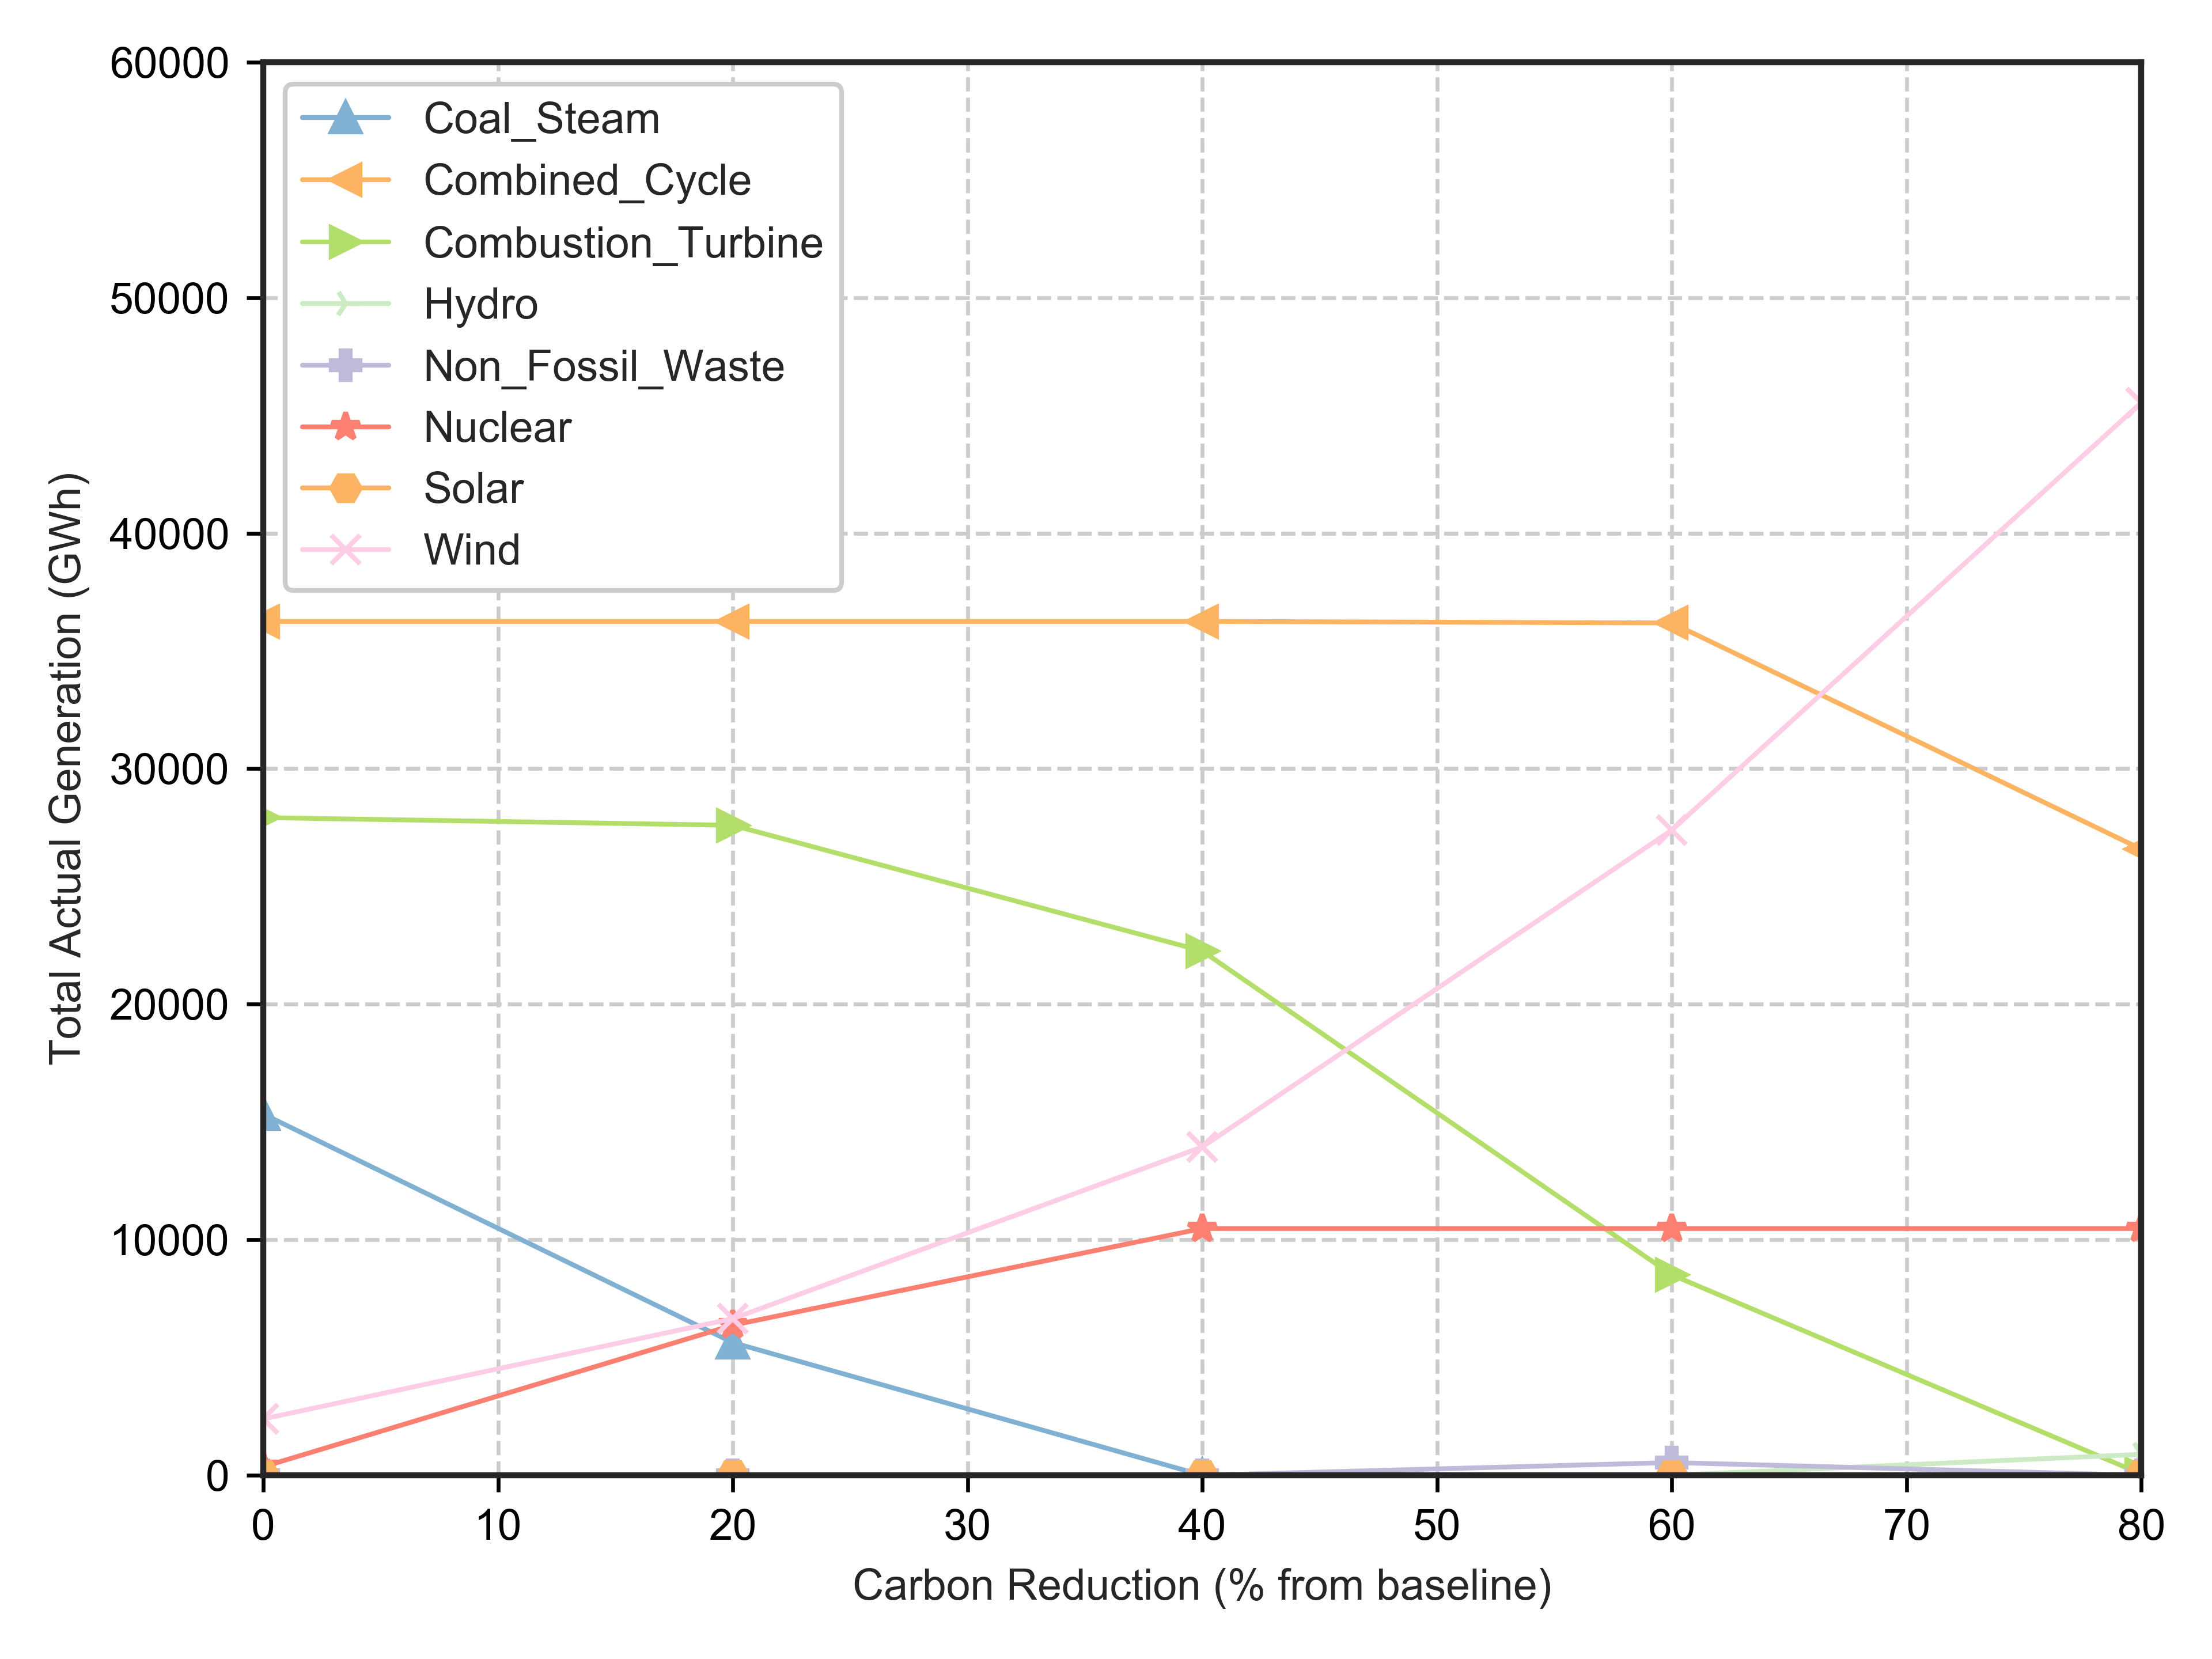 60000
50000
40000
30000
20000
10000
0
Total Actual Generation (GWh)
Coal_Steam
Combined_Cycle
Combustion_Turbine
Hydro
Non_Fossil_Waste
Nuclear
Solar
Wind
0 10 20 30 40 50 60 70 80
Carbon Reduction (% from baseline)